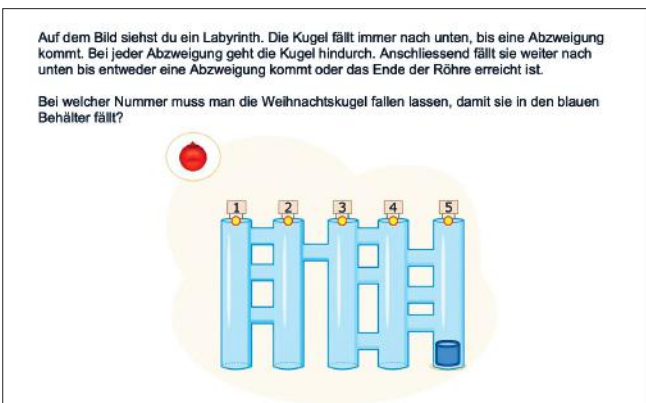 Auf dem Bild siehst du ein Labyrinth. Die Kugel fällt immer nach unten, bis eine Abzweigung
kommt. Bei jeder Abzweigung geht die Kugel hindurch. Anschliessend fällt sie weiter nach
unten bis entweder eine Abzweigung kommt oder das Ende der Röhre erreicht ist.
Bei welcher Nummer muss man die Weihnachtskugel fallen lassen, damit sie in den blauen
Behälter fällt?
1 2 3 4 5